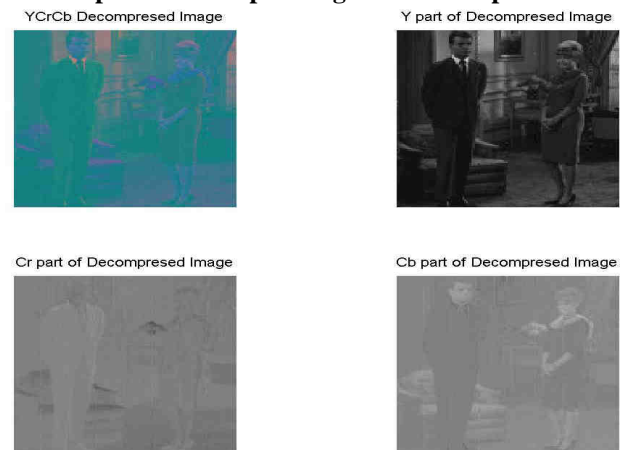 YCrCb Decompresed Image
Y part of Decompresed Image
Cr part of Decompresed Image
Cb part of Decompresed Image